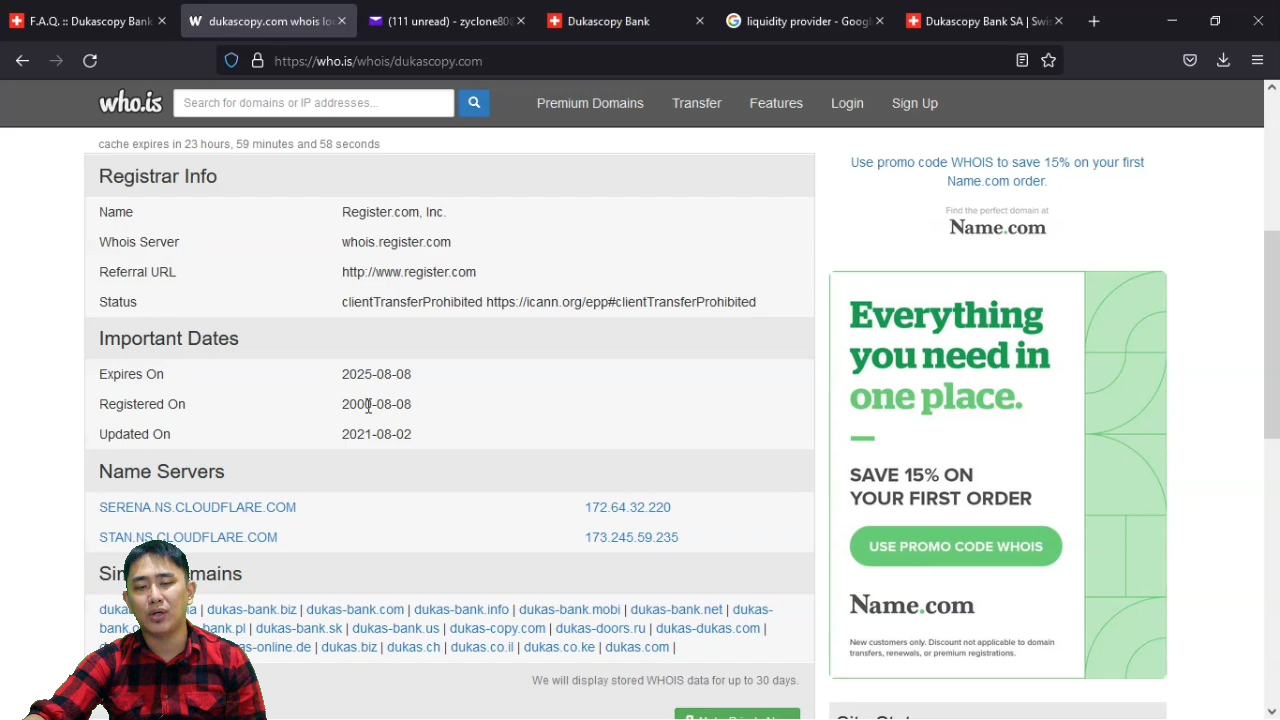 F.A.Q. :: Dukascopy Bank
dukascopy.com whois lo
(111 unread) - zyclone80
Dukascopy Bank
liquidity provider - Goog
Dukascopy Bank SA | Swis
https://who.is/whois/dukascopy.com
who.is
Search for domains or IP addresses...
Premium Domains
Transfer
Features
Login
Sign Up
cache expires in 23 hours, 59 minutes and 58 seconds
Registrar Info
Name Register.com, Inc.
Whois Server whois.register.com
Referral URL http://www.register.com
Status clientTransferProhibited https://icann.org/epp#clientTransferProhibited
Important Dates
Expires On 2025-08-08
Registered On 2000-08-08
Updated On 2021-08-02
Name Servers
SERENA.NS.CLOUDFLARE.COM 172.64.32.220
STAN.NS.CLOUDFLARE.COM 173.245.59.235
| dukas-bank.biz | dukas-bank.com | dukas-bank.info | dukas-bank.mobi | dukas-bank.net | dukas-
| dukas-bank.sk | dukas-bank.us | dukas-copy.com | dukas-doors.ru | dukas-dukas.com |
| dukas.biz | dukas.ch | dukas.co.il | dukas.co.ke | dukas.com |
We will display stored WHOIS data for up to 30 days.
Use promo code WHOIS to save 15% on your first
Name.com order.
Find the perfect domain at
Name.com
Everything
you need in
one place.
SAVE 15% ON
YOUR FIRST ORDER
USE PROMO CODE WHOIS
Name.com
New customers only. Discount not applicable to domain
transfers, renewals, or premium registrations.